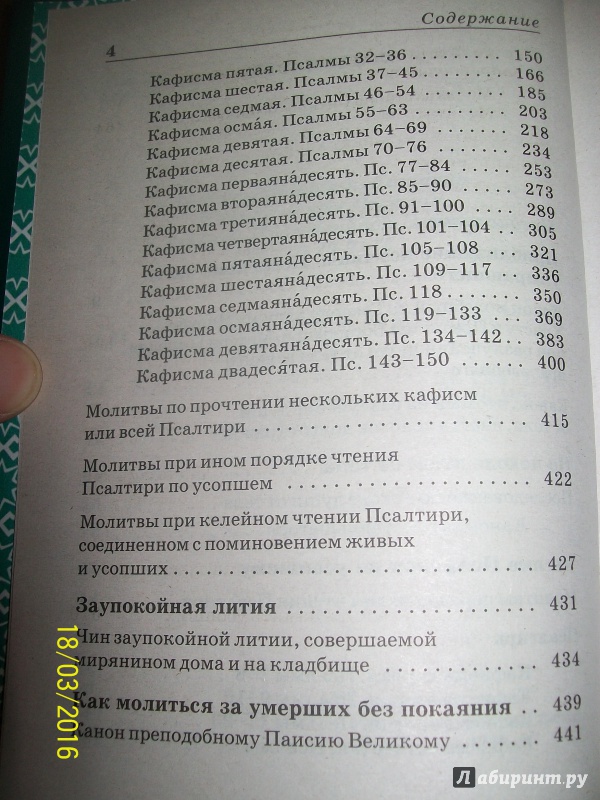 4 Содержание
Кафисма пятая. Псалмы 32–36 . . . . . . . . . 150
Кафисма шестая. Псалмы 37–45 . . . . . . . . 166
Кафисма седмая. Псалмы 46–54 . . . . . . . . 185
Кафисма осмáя. Псалмы 55–63 . . . . . . . . . 203
Кафисма девятая. Псалмы 64–69 . . . . . . . 218
Кафисма десятая. Псалмы 70–76 . . . . . . . 234
Кафисма перваянáдесять. Пс. 77–84 . . . . . . 253
Кафисма втораянáдесять. Пс. 85–90 . . . . . . 273
Кафисма третиянáдесять. Пс. 91–100 . . . . . 289
Кафисма четвертаянáдесять. Пс. 101–104 . . 305
Кафисма пятаянáдесять. Пс. 105–108 . . . . . 321
Кафисма шестаянáдесять. Пс. 109–117 . . . . 336
Кафисма седмаянáдесять. Пс. 118 . . . . . . . . 350
Кафисма осмаянáдесять. Пс. 119–133 . . . . . 369
Кафисма девятаянáдесять. Пс. 134–142 . . . 383
Кафисма двадеся́тая. Пс. 143–150 . . . . . . . . 400
Молитвы по прочтении нескольких кафисм
или всей Псалтири . . . . . . . . . . . . . . . . . . . . 415
Молитвы при ином порядке чтения
Псалтири по усопшем . . . . . . . . . . . . . . . . . . 422
Молитвы при келейном чтении Псалтири,
соединенном с поминовением живых
и усопших . . . . . . . . . . . . . . . . . . . . . . . . . . . 427
Заупокойная лития . . . . . . . . . . . . . . . . . . . . 431
Чин заупокойной литии, совершаемой
мирянином дома и на кладбище . . . . . . . . . . 434
Как молиться за умерших без покаяния . . 439
Канон преподобному Паисию Великому . . . . . . 441
18/03/2016
Лабиринт.ру